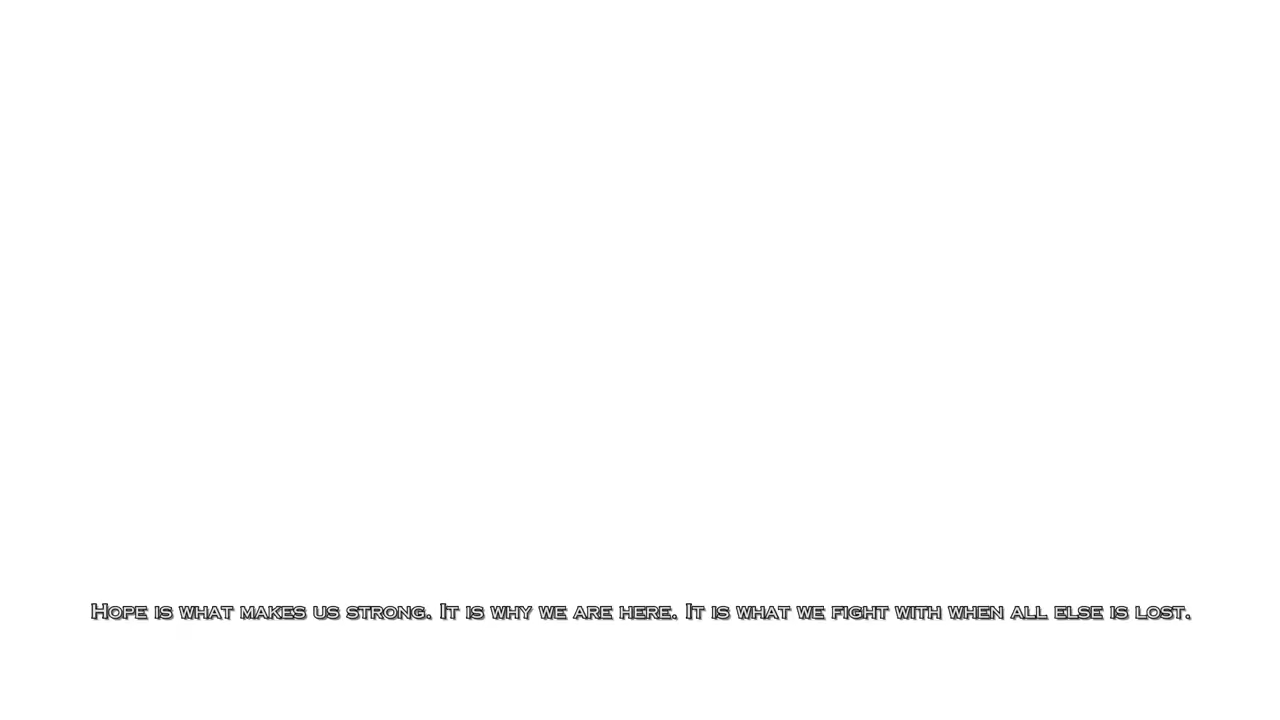 Hope is what makes us strong. It is why we are here. It is what we fight with when all else is lost.